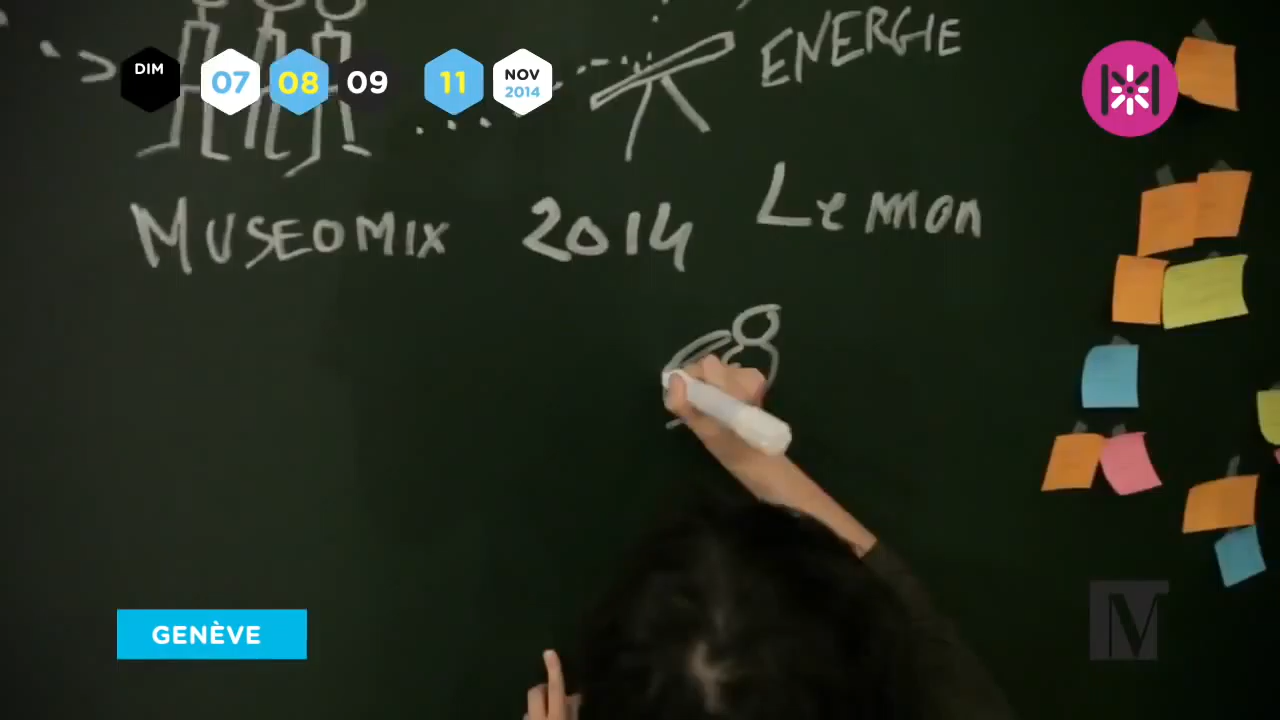 ENERGIE
DIM 07 08 09 11 NOV 2014
MUSEOMIX 2014 Lemon
GENÈVE
M